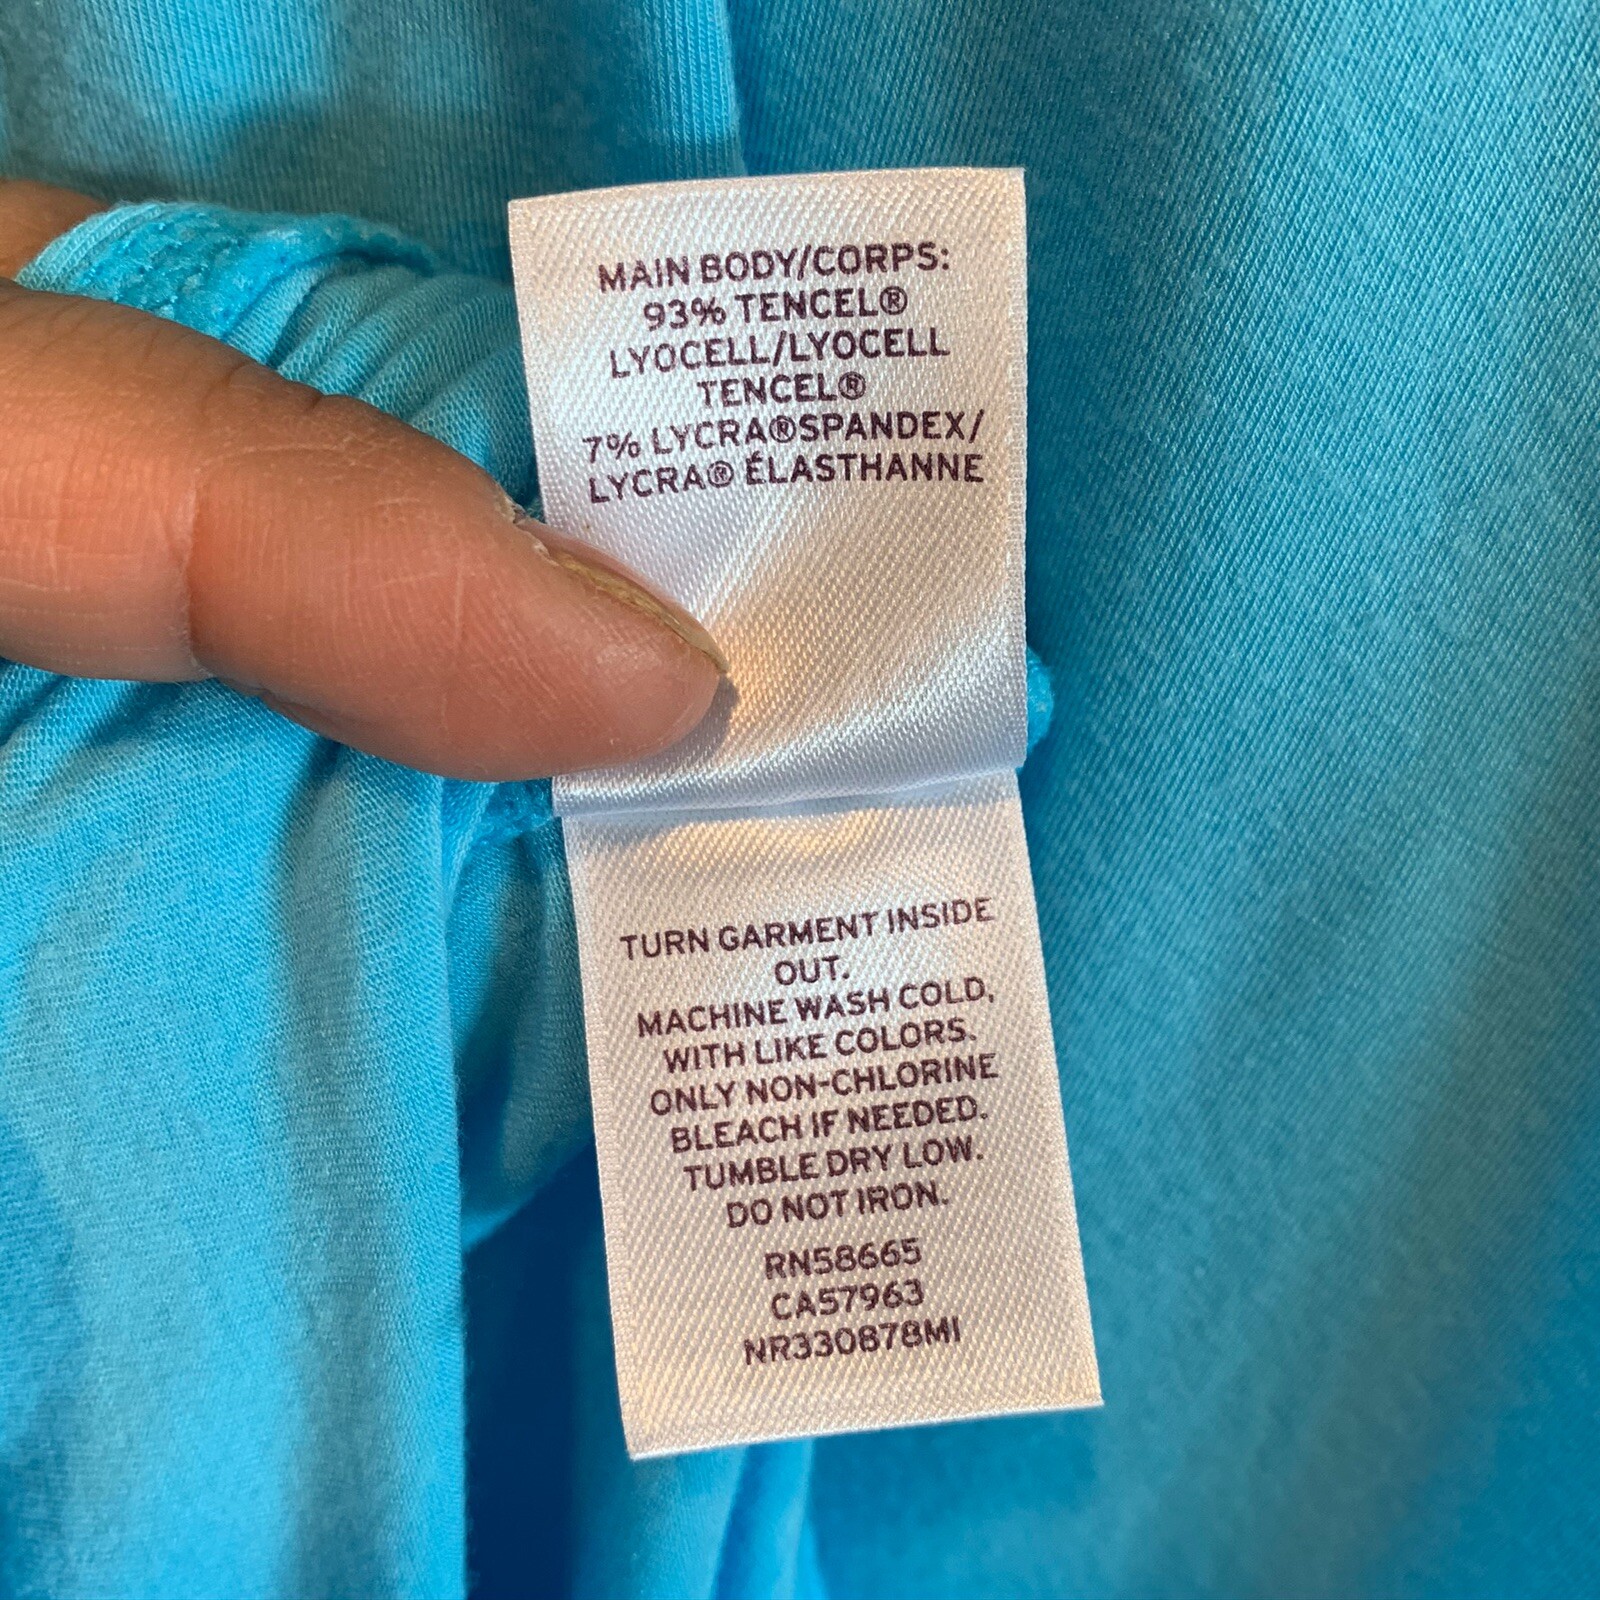 MAIN BODY/CORPS:
93% TENCEL®
LYOCELL/LYOCELL
TENCEL®
7% LYCRA®SPANDEX/
LYCRA® ÉLASTHANNE
TURN GARMENT INSIDE
OUT.
MACHINE WASH COLD,
WITH LIKE COLORS.
ONLY NON-CHLORINE
BLEACH IF NEEDED.
TUMBLE DRY LOW.
DO NOT IRON.
RN58665
CA57963
NR330878MI